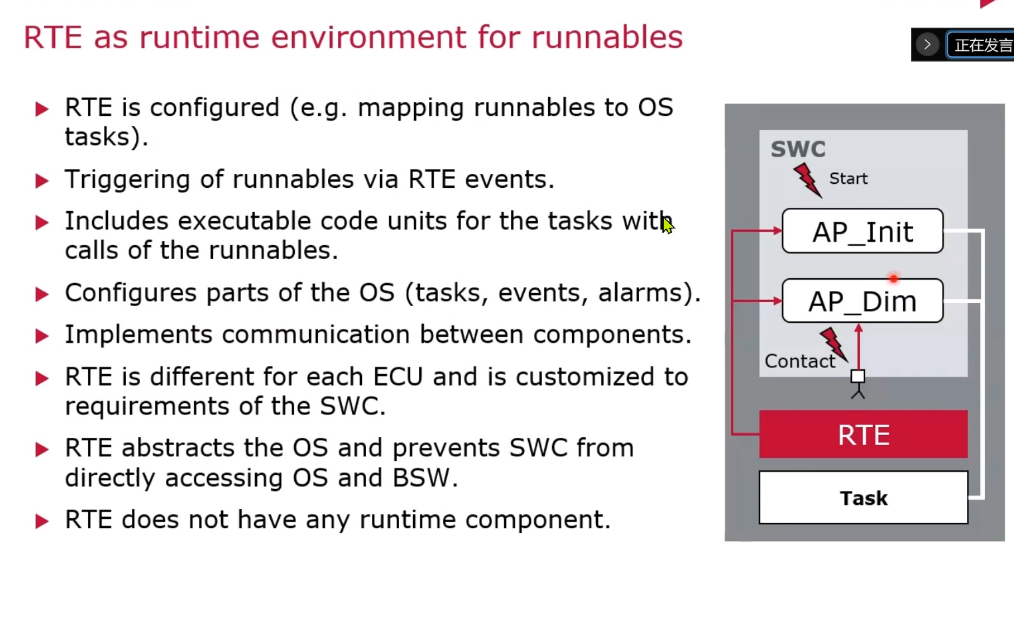 RTE as runtime environment for runnables
正在发言
RTE is configured (e.g. mapping runnables to OS
tasks).
Triggering of runnables via RTE events.
Includes executable code units for the tasks with
calls of the runnables.
Configures parts of the OS (tasks, events, alarms).
Implements communication between components.
RTE is different for each ECU and is customized to
requirements of the SWC.
RTE abstracts the OS and prevents SWC from
directly accessing OS and BSW.
RTE does not have any runtime component.
SWC
Start
AP_Init
AP_Dim
Contact
RTE
Task